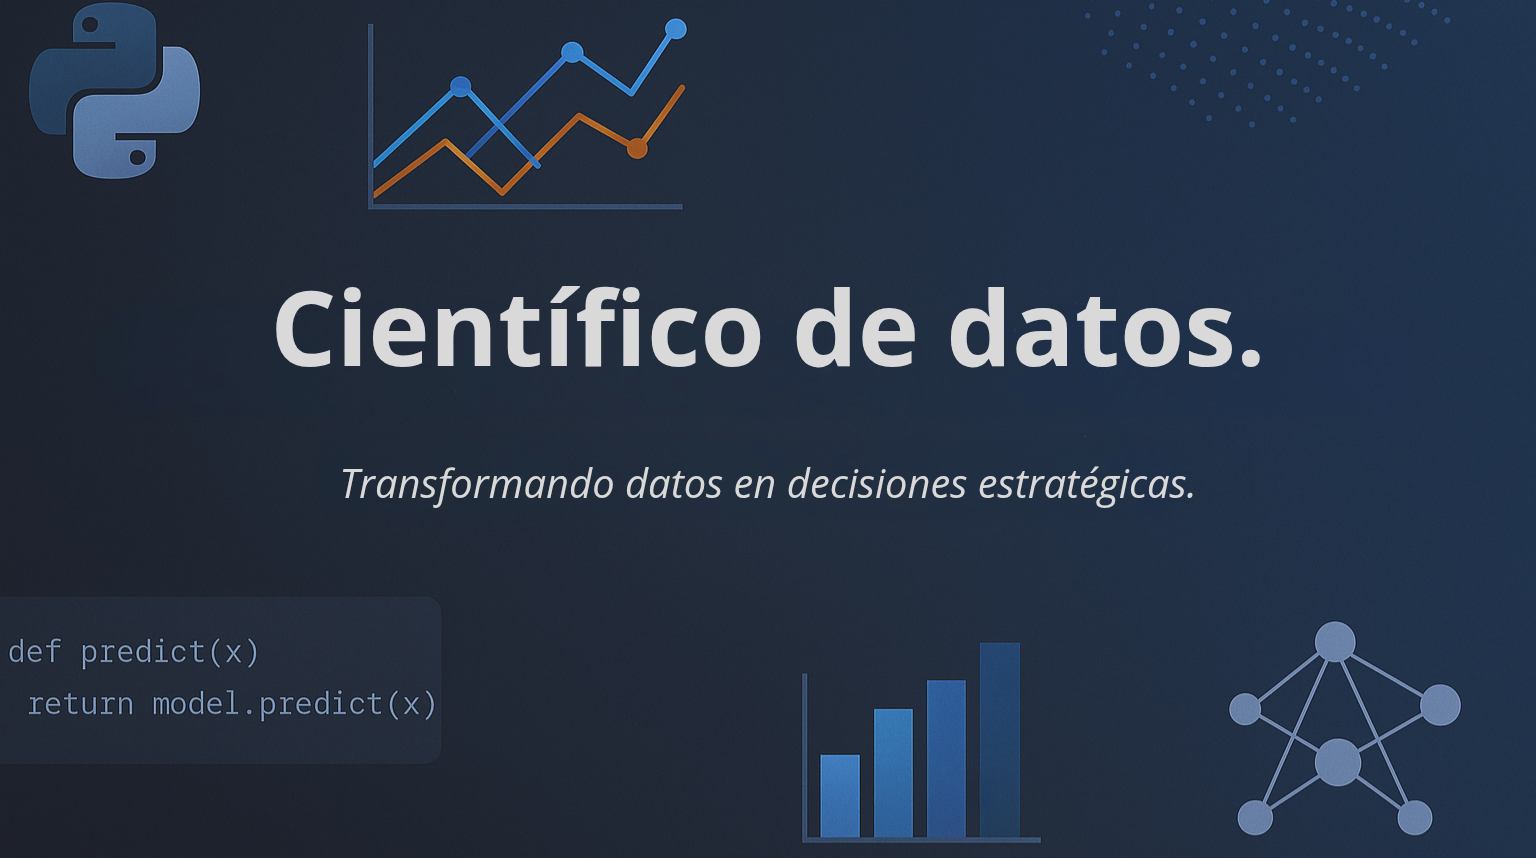 Científico de datos.
Transformando datos en decisiones estratégicas.
def predict(x)
return model.predict(x)